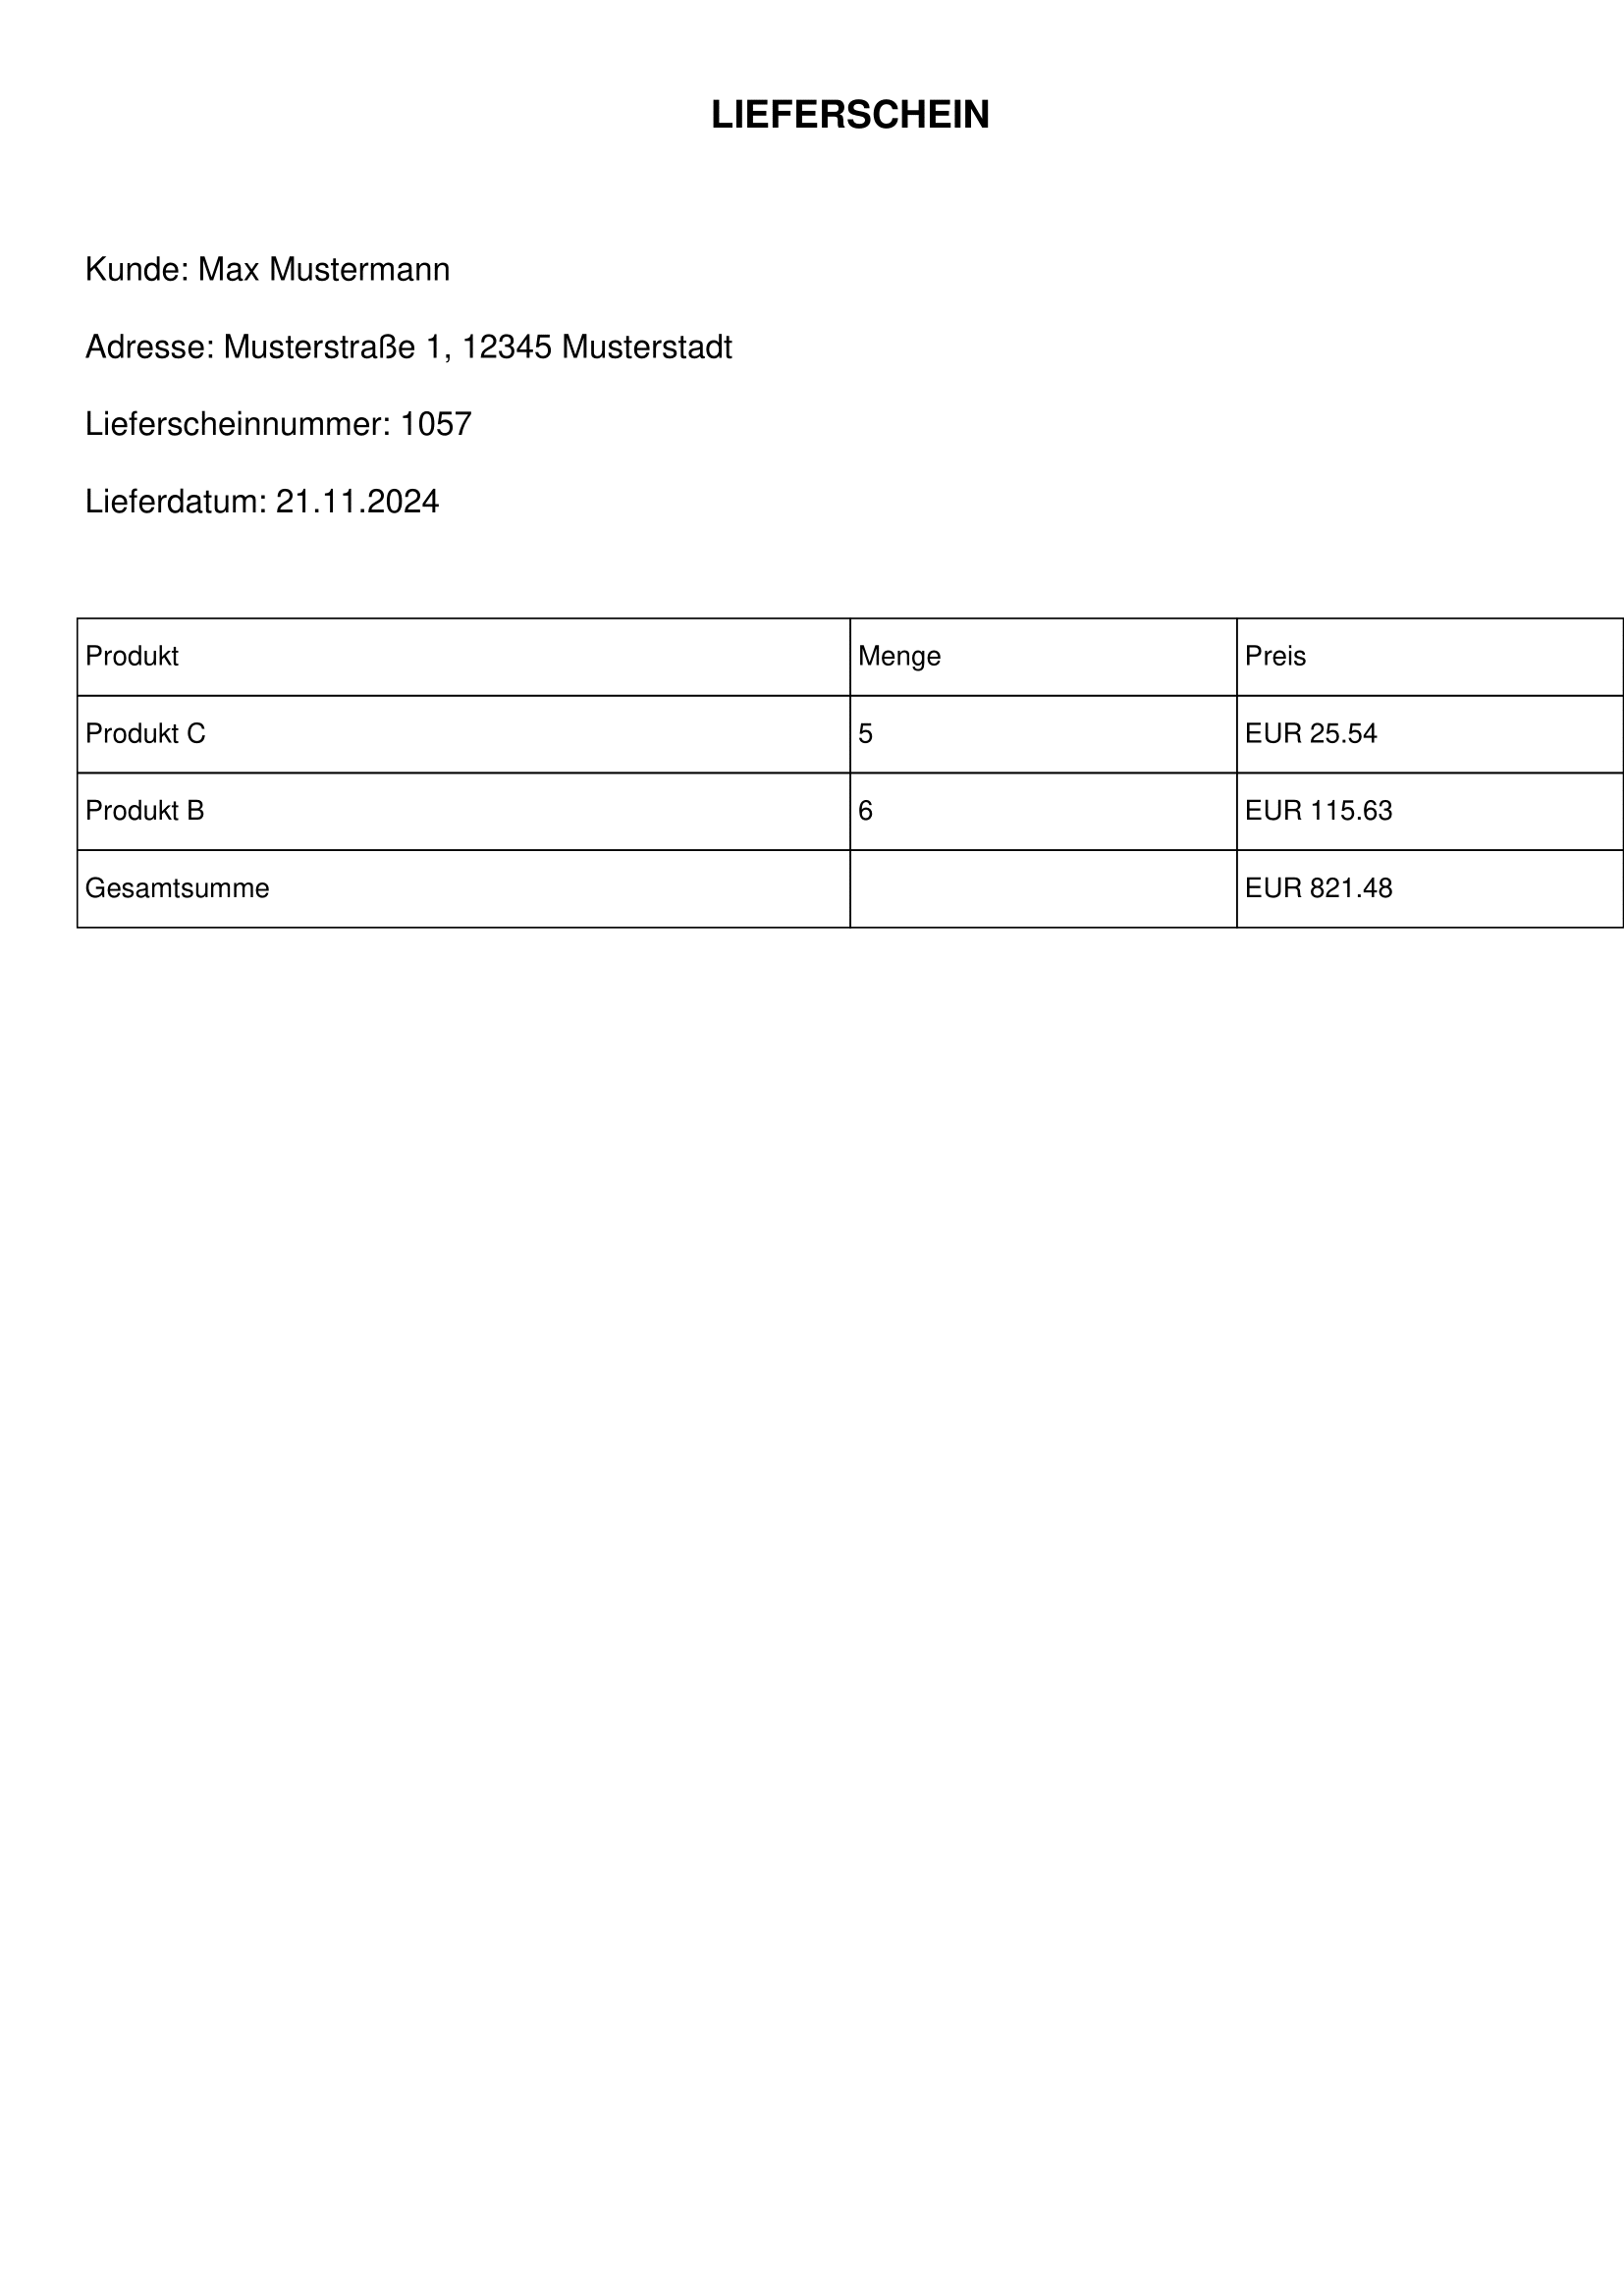 LIEFERSCHEIN
Kunde: Max Mustermann
Adresse: Musterstraße 1, 12345 Musterstadt
Lieferscheinnummer: 1057
Lieferdatum: 21.11.2024
Produkt Menge Preis
Produkt C 5 EUR 25.54
Produkt B 6 EUR 115.63
Gesamtsumme EUR 821.48